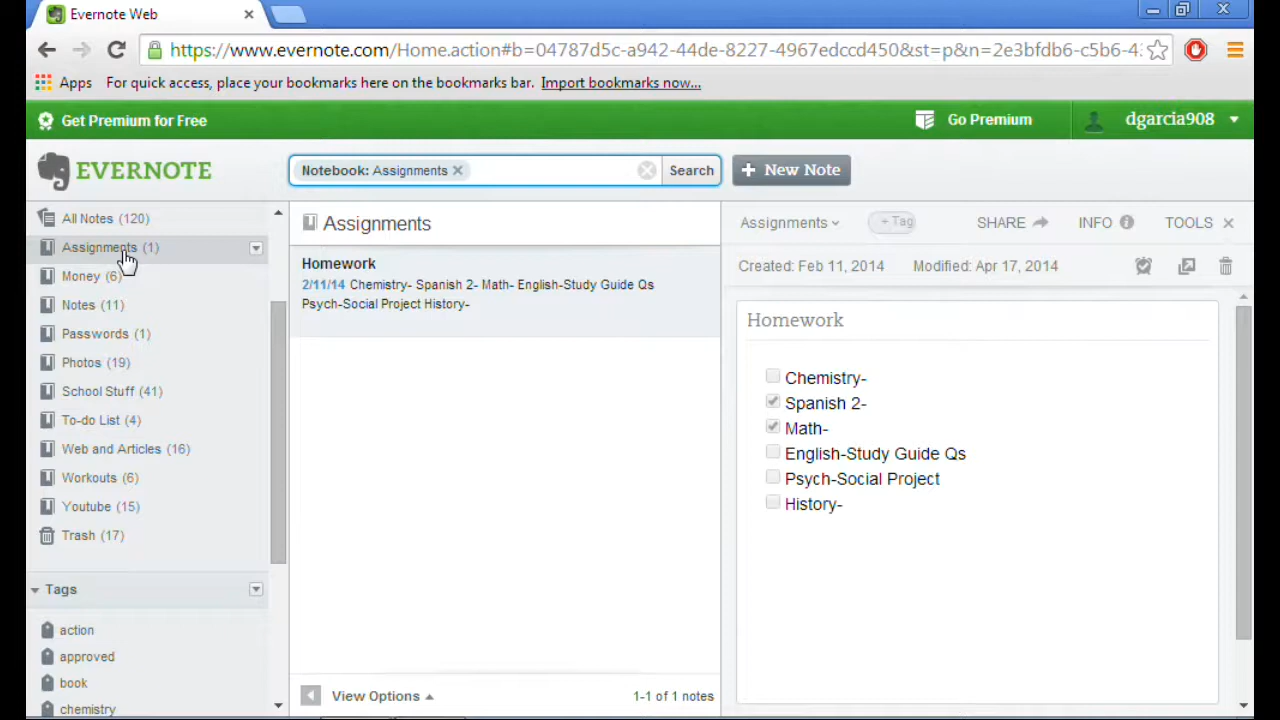 Evernote Web
https://www.evernote.com/Home.action#b=04787d5c-a942-44de-8227-4967edccd450&st=p&n=2e3bfdb6-c5b6-4
Apps For quick access, place your bookmarks here on the bookmarks bar. Import bookmarks now...
Get Premium for Free
Go Premium
dgarcia908
EVERNOTE
Notebook: Assignments
Search
+ New Note
All Notes (120)
Assignments (1)
Money (6)
Notes (11)
Passwords (1)
Photos (19)
School Stuff (41)
To-do List (4)
Web and Articles (16)
Workouts (6)
Youtube (15)
Trash (17)
Tags
action
approved
book
chemistry
Assignments
Homework
2/11/14 Chemistry- Spanish 2- Math- English-Study Guide Qs
Psych-Social Project History-
View Options
1-1 of 1 notes
Assignments
+ Tag
SHARE
INFO
TOOLS
Created: Feb 11, 2014
Modified: Apr 17, 2014
Homework
Chemistry-
Spanish 2-
Math-
English-Study Guide Qs
Psych-Social Project
History-